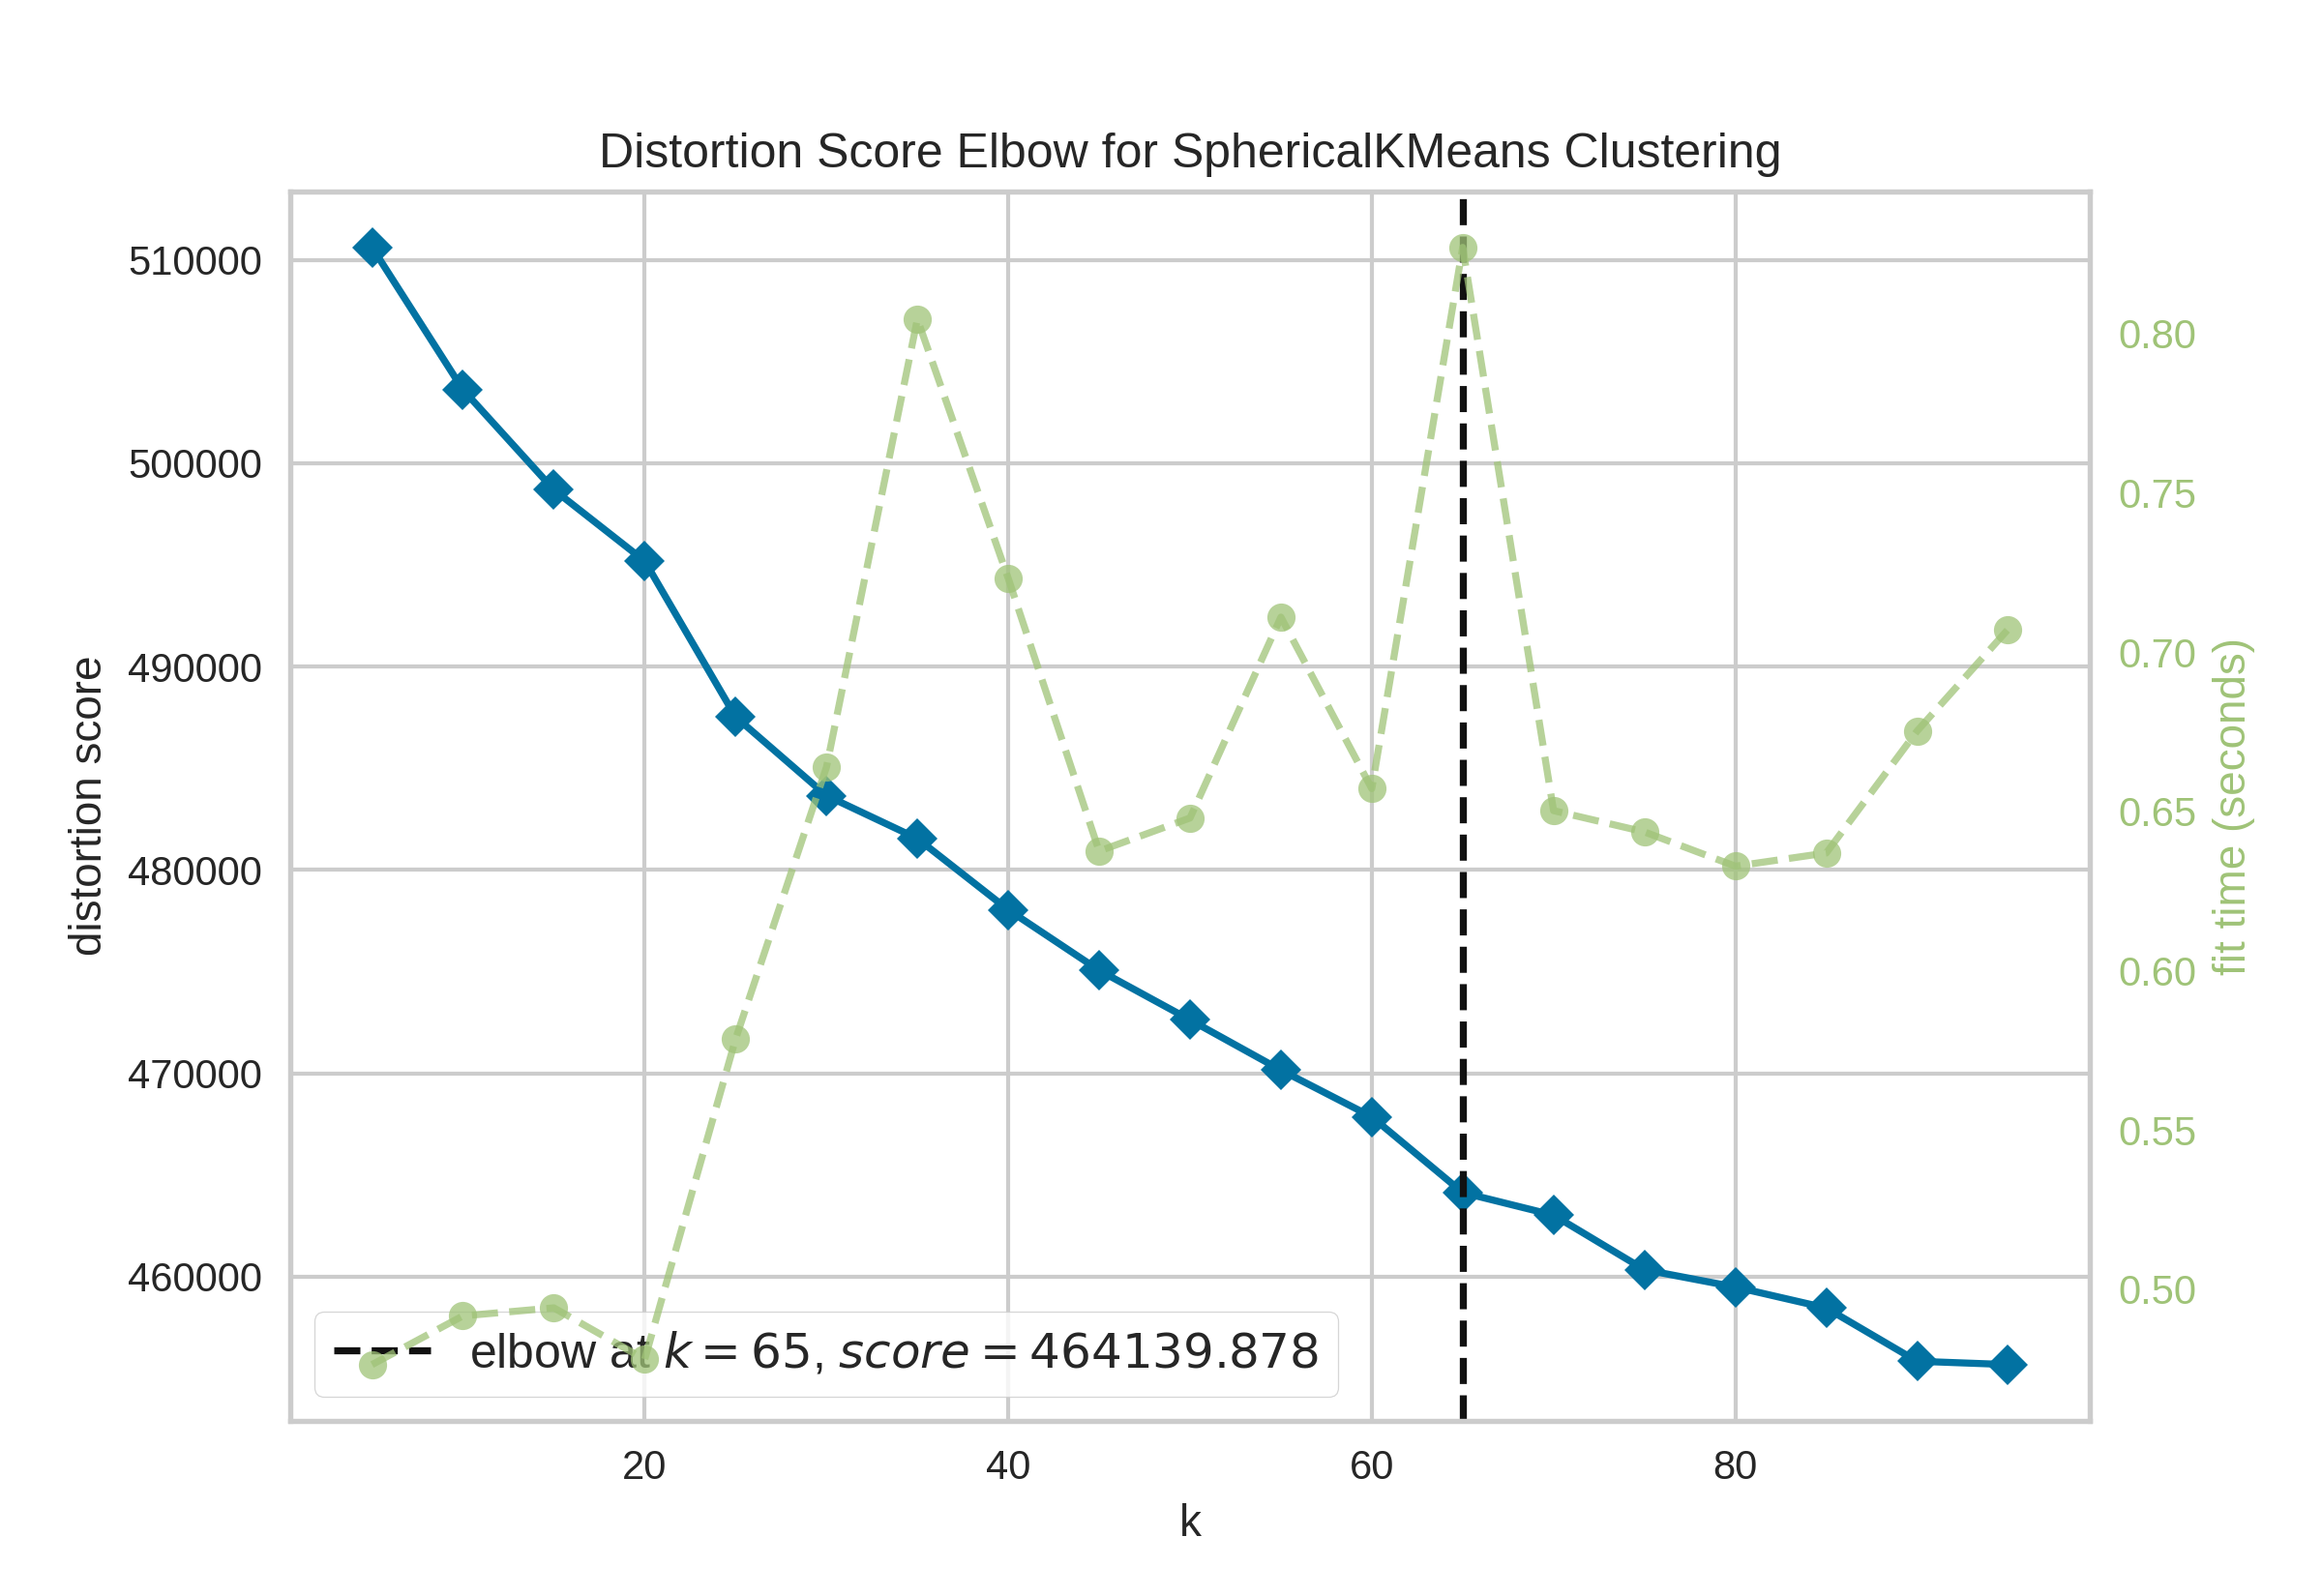 Distortion Score Elbow for SphericalKMeans Clustering
distortion score
510000
500000
490000
480000
470000
460000
0.80
0.75
0.70
0.65
0.60
0.55
0.50
fit time (seconds)
elbow at k = 65, score = 464139.878
20 40 60 80
k